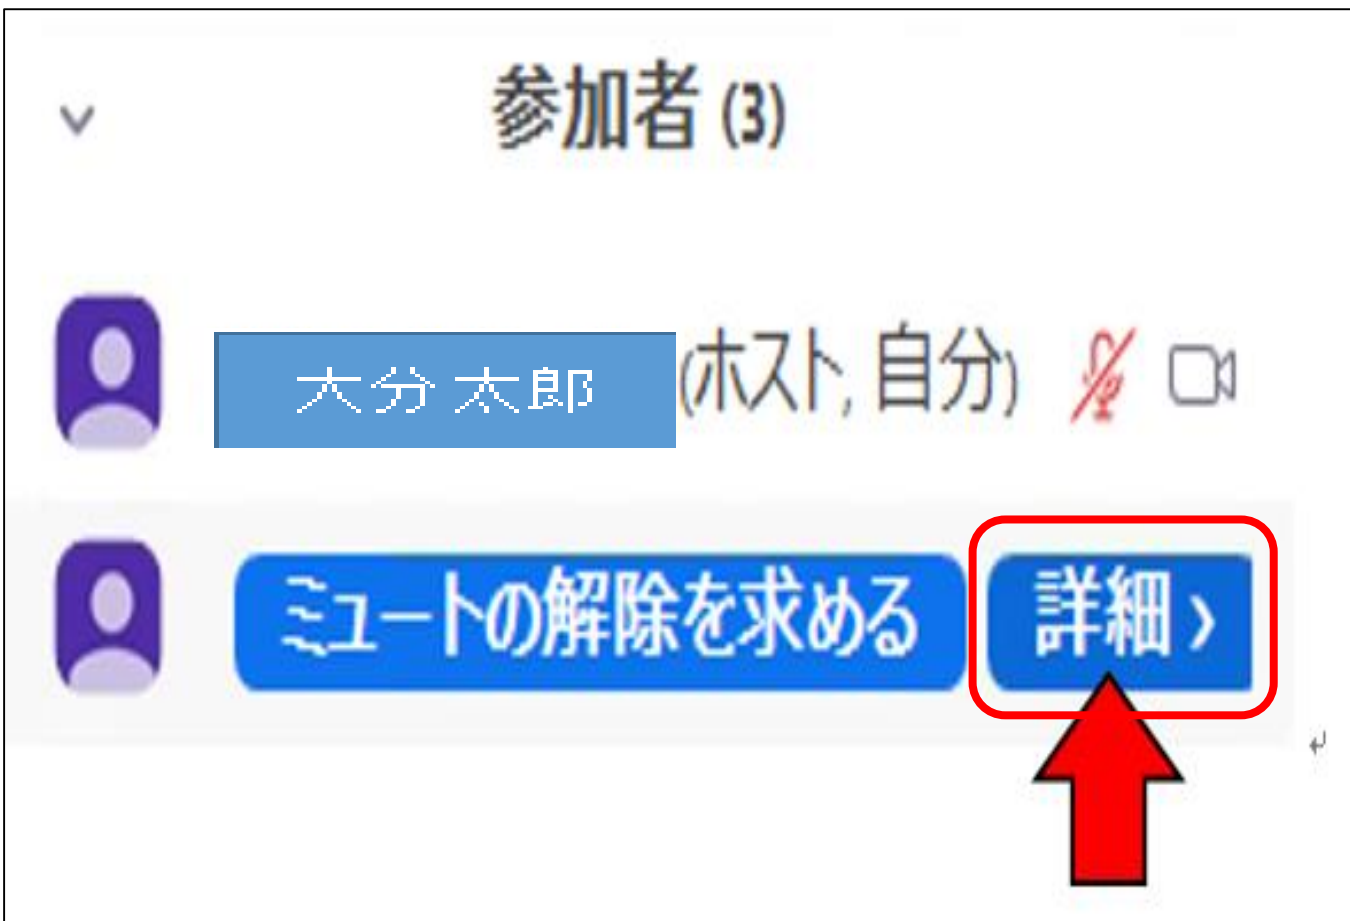 参加者 (3)
大分 太郎 (ホスト, 自分)
ミュートの解除を求める 詳細 ›